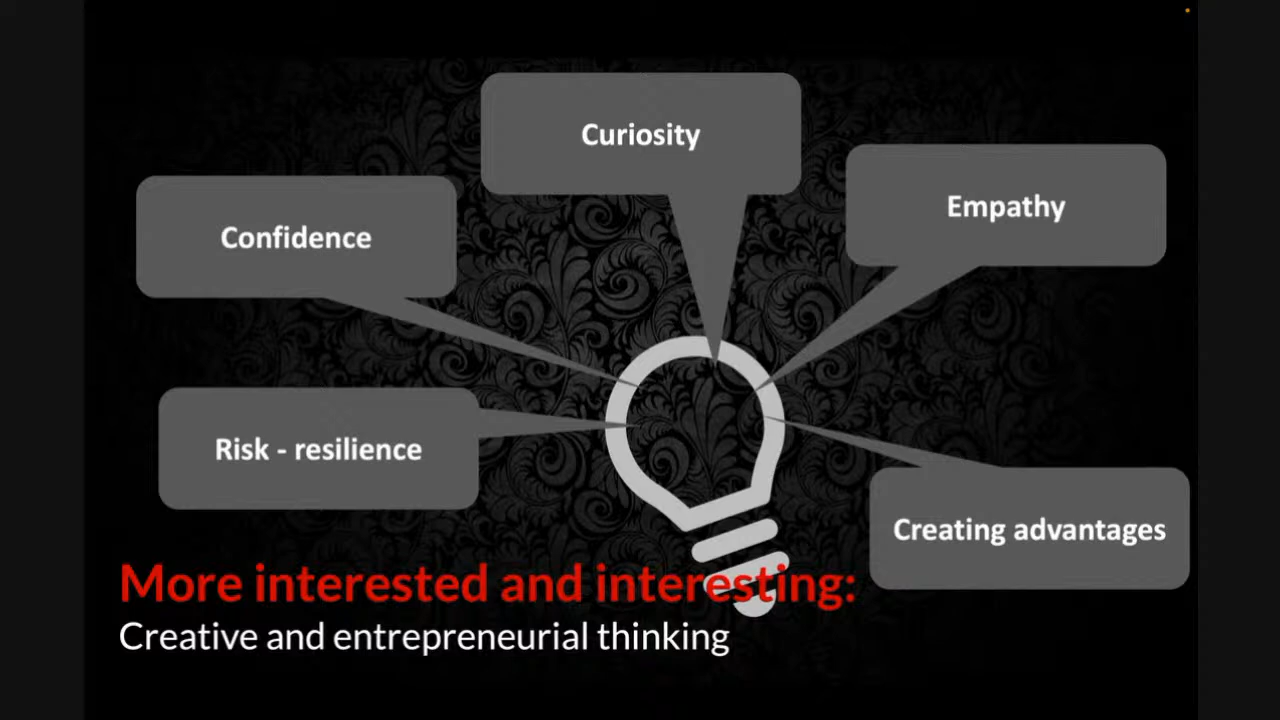 Curiosity
Empathy
Confidence
Risk - resilience
Creating advantages
More interested and interesting:
Creative and entrepreneurial thinking